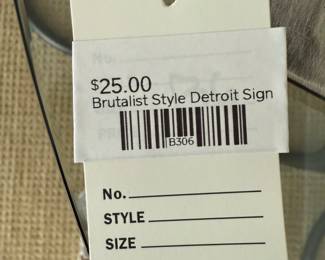 $25.00
Brutalist Style Detroit Sign
B306
No.
STYLE
SIZE